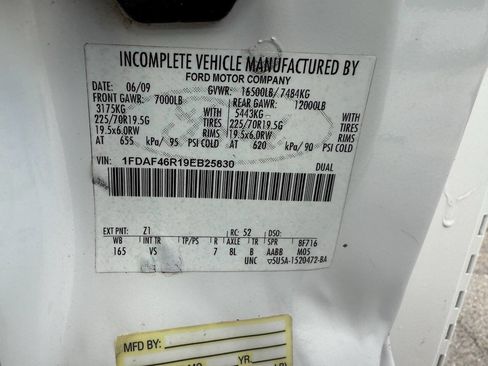 INCOMPLETE VEHICLE MANUFACTURED BY
FORD MOTOR COMPANY
DATE: 06/09 GVWR: 16500LB/ 7484KG
FRONT GAWR: 7000LB REAR GAWR: 12000LB
3175KG WITH 5443KG WITH
225/70R19.5G TIRES 225/70R19.5G TIRES
19.5x6.0RW RIMS 19.5x6.0RW RIMS
AT 655 kPa/ 95 PSI COLD AT 620 kPa/ 90 PSI COLD
VIN: 1FDAF46R19EB25830 DUAL
EXT PNT: Z1 RC: 52 DSO:
WB INT TR TP/PS R AXLE TR SPR 8F716
165 VS 7 8L B AABB M05
UNC 5U5A-1520472-BA
MFD BY:
YR.